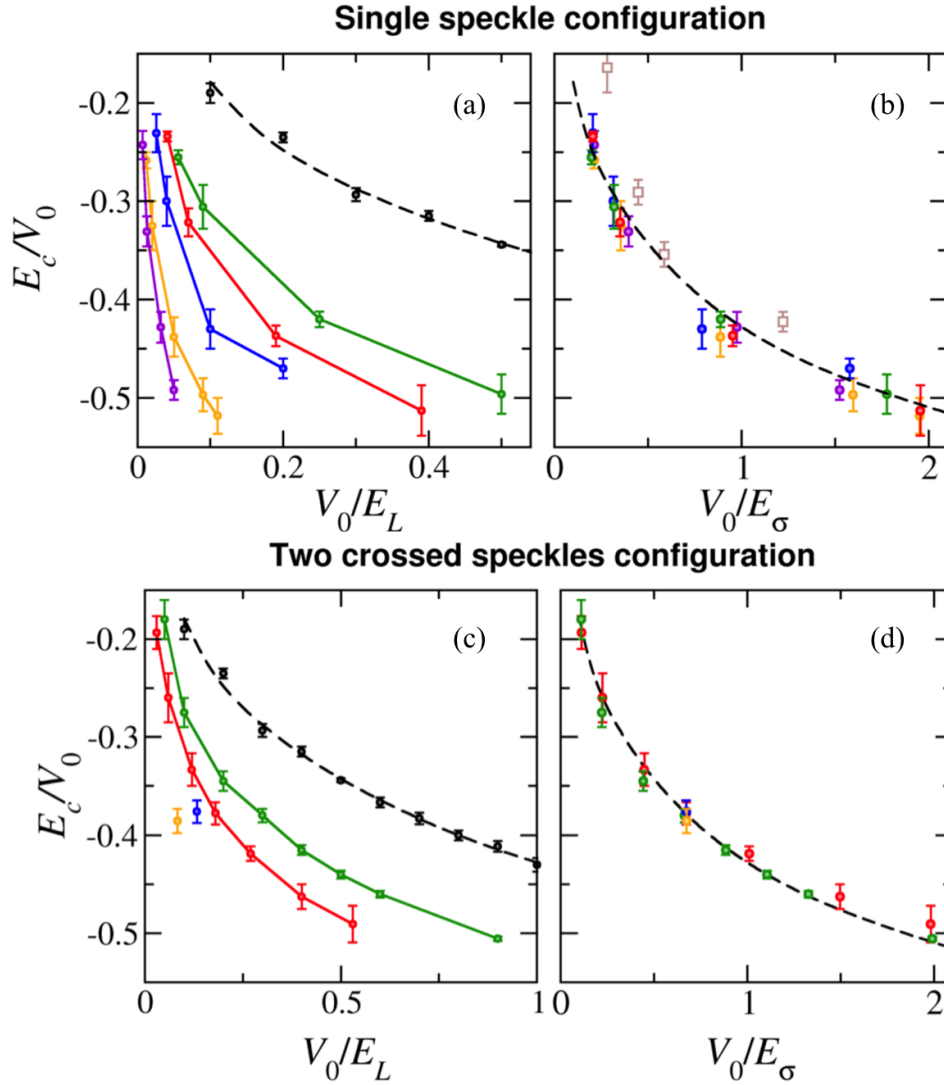 Single speckle configuration
(a)
(b)
-0.2
-0.3
-0.4
-0.5
E_c/V_0
0
0.2
0.4
0
1
2
V_0/E_L
V_0/E_σ
Two crossed speckles configuration
(c)
(d)
-0.2
-0.3
-0.4
-0.5
E_c/V_0
0
0.5
1
0
1
2
V_0/E_L
V_0/E_σ